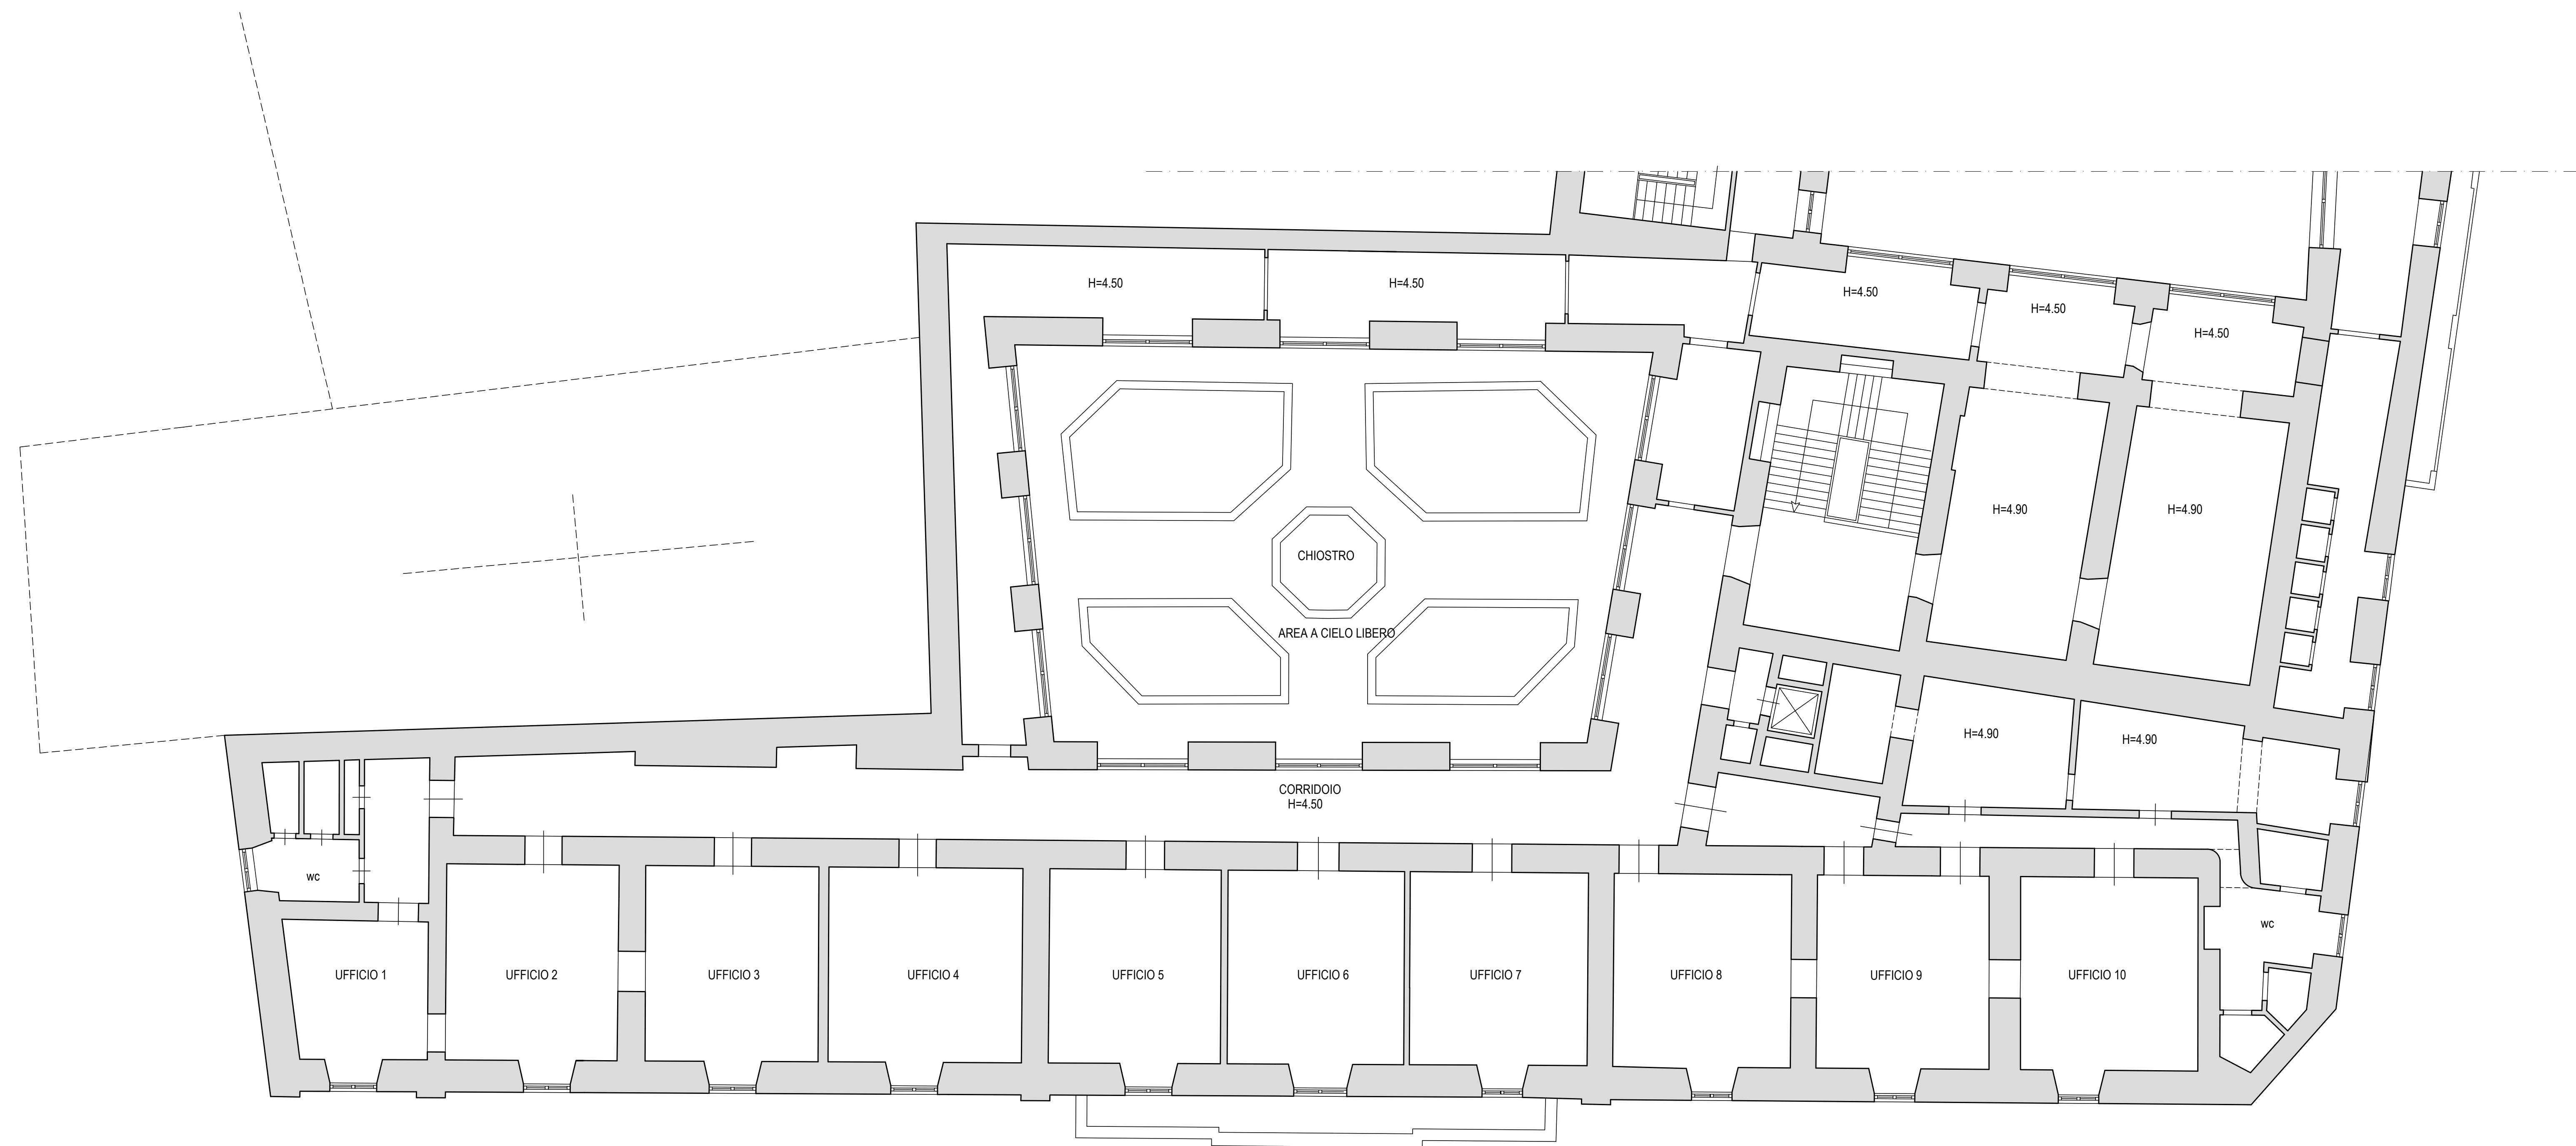 H=4.50
H=4.50
H=4.50
H=4.50
H=4.50
H=4.90
H=4.90
CHIOSTRO
AREA A CIELO LIBERO
H=4.90
H=4.90
CORRIDOIO
H=4.50
wc
wc
UFFICIO 1
UFFICIO 2
UFFICIO 3
UFFICIO 4
UFFICIO 5
UFFICIO 6
UFFICIO 7
UFFICIO 8
UFFICIO 9
UFFICIO 10